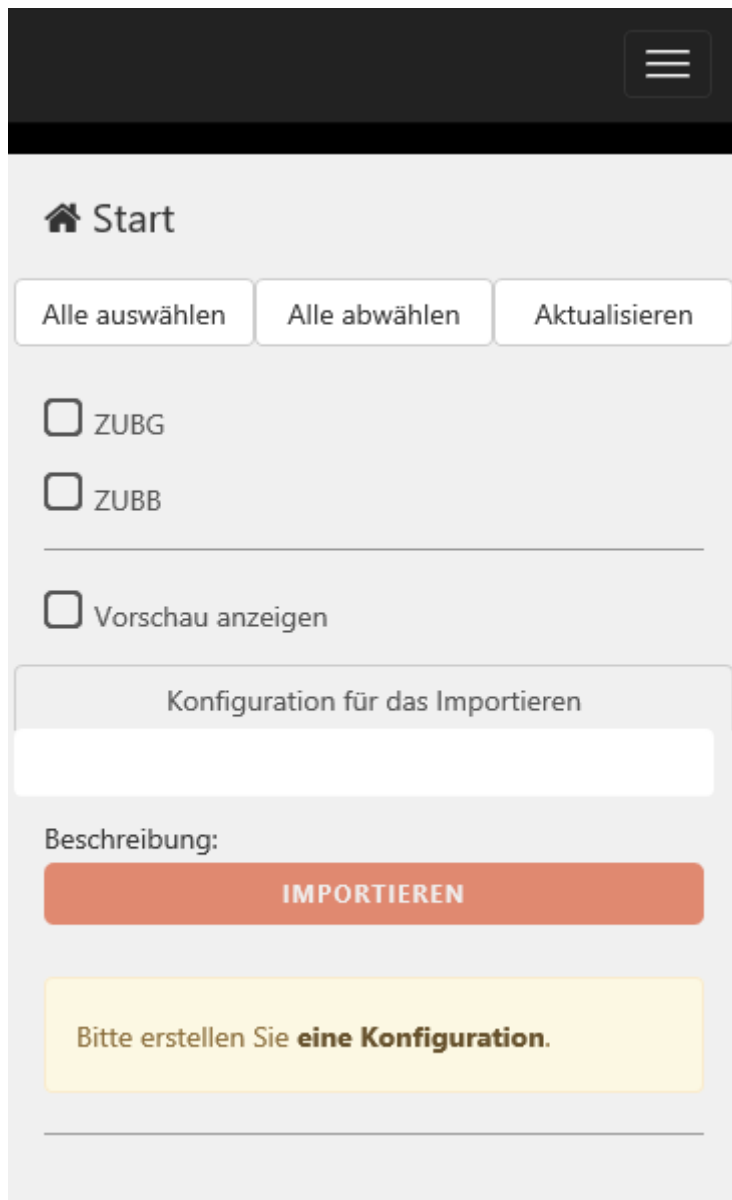 Start
Alle auswählen Alle abwählen Aktualisieren
ZUBG
ZUBB
Vorschau anzeigen
Konfiguration für das Importieren
Beschreibung:
IMPORTIEREN
Bitte erstellen Sie eine Konfiguration.